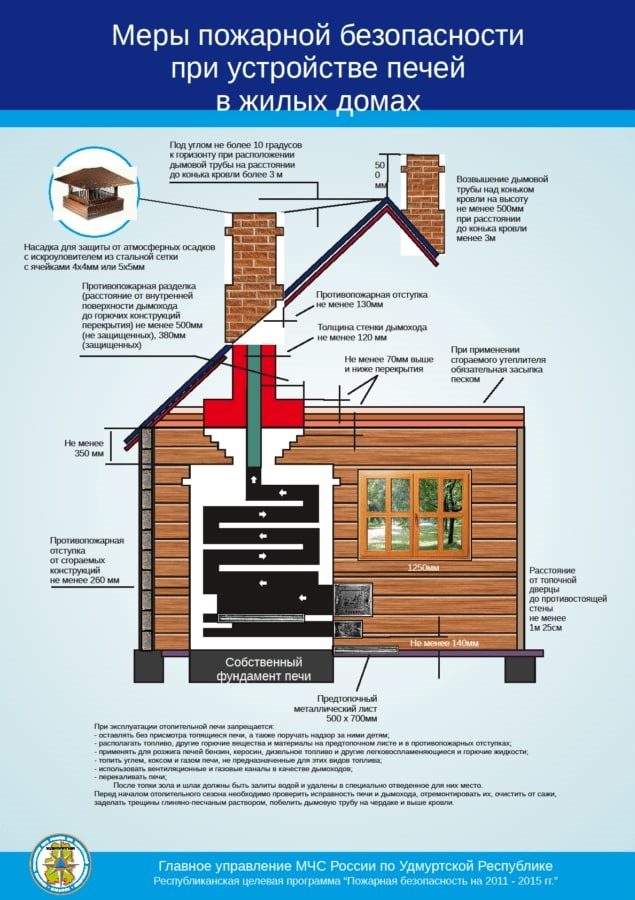 Меры пожарной безопасности
при устройстве печей
в жилых домах
Под углом не более 10 градусов
к горизонту при расположении
дымовой трубы на расстоянии
до конька кровли более 3 м
50
0
мм
Возвышение дымовой
трубы над коньком
кровли на высоту
не менее 500мм
при расстоянии
до конька кровли
менее 3м
Насадка для защиты от атмосферных осадков
с искроуловителем из стальной сетки
с ячейками 4х4мм или 5х5мм
Противопожарная разделка
(расстояние от внутренней
поверхности дымохода
до горючих конструкций
перекрытия) не менее 500мм
(не защищенных), 380мм
(защищенных)
Противопожарная отступка
не менее 130мм
Толщина стенки дымохода
не менее 120 мм
Не менее 70мм выше
и ниже перекрытия
При применении
сгораемого утеплителя
обязательная засыпка
песком
Не менее
350 мм
Противопожарная
отступка
от сгораемых
конструкций
не менее 260 мм
1250мм
Расстояние
от топочной
дверцы
до противостоящей
стены
не менее
1м 25см
Не менее 140мм
Собственный
фундамент печи
Предтопочный
металлический лист
500 х 700мм
При эксплуатации отопительной печи запрещается:
- оставлять без присмотра топящиеся печи, а также поручать надзор за ними детям;
- располагать топливо, другие горючие вещества и материалы на предтопочном листе и в противопожарных отступках;
- применять для розжига печей бензин, керосин, дизельное топливо и другие легковоспламеняющиеся и горючие жидкости;
- топить углем, коксом и газом печи, не предназначенные для этих видов топлива;
- использовать вентиляционные и газовые каналы в качестве дымоходов;
- перекаливать печи;
После топки зола и шлак должны быть залиты водой и удалены в специально отведенное для них место.
Перед началом отопительного сезона необходимо проверить исправность печи и дымохода, отремонтировать их, очистить от сажи,
заделать трещины глиняно-песчаным раствором, побелить дымовую трубу на чердаке и выше кровли.
Главное управление МЧС России по Удмуртской Республике
Республиканская целевая программа "Пожарная безопасность на 2011 - 2015 гг."